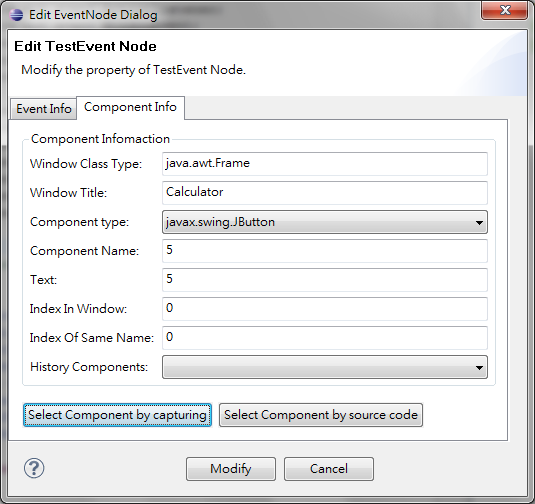 Edit EventNode Dialog
Edit TestEvent Node
Modify the property of TestEvent Node.
Event Info
Component Info
Component Infomaction
Window Class Type: java.awt.Frame
Window Title: Calculator
Component type: javax.swing.JButton
Component Name: 5
Text: 5
Index In Window: 0
Index Of Same Name: 0
History Components:
Select Component by capturing
Select Component by source code
?
Modify
Cancel